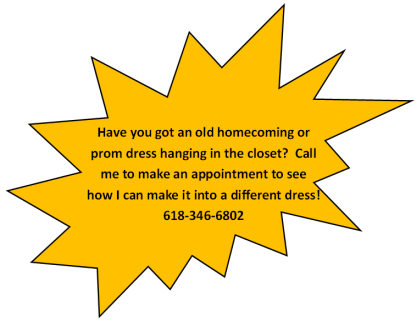 Have you got an old homecoming or
prom dress hanging in the closet?  Call
me to make an appointment to see
how I can make it into a different dress!
618-346-6802